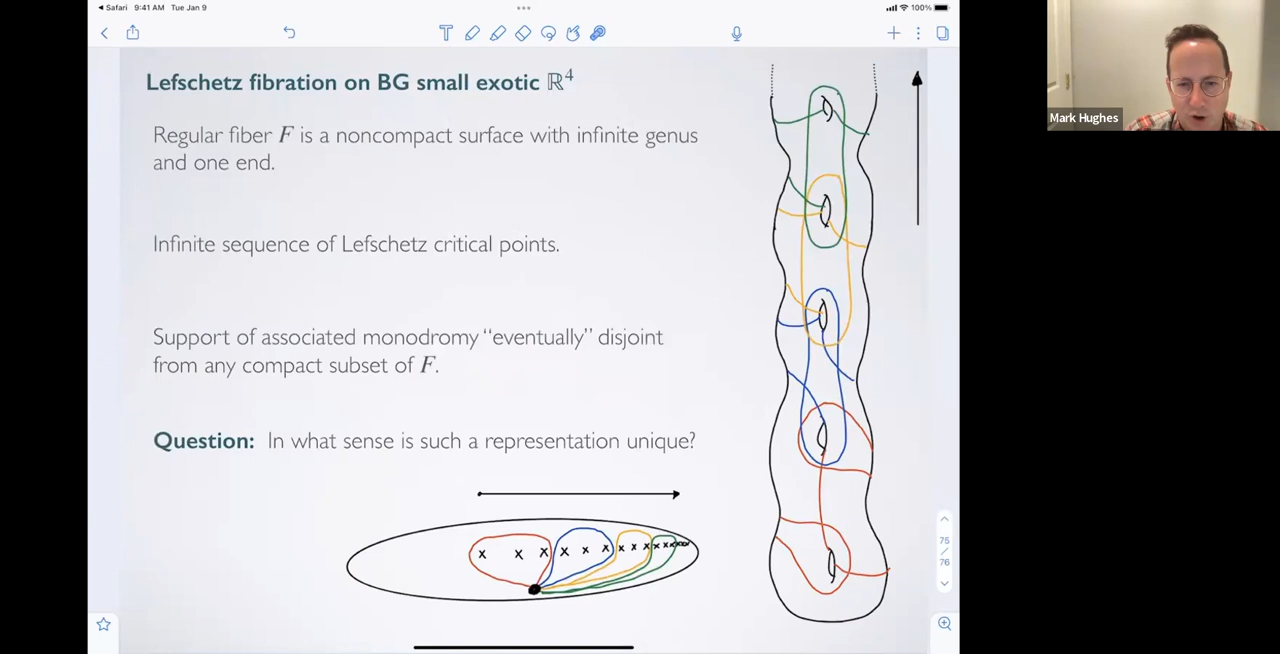 Safari 9:41 AM Tue Jan 9
100%
Lefschetz fibration on BG small exotic ℝ⁴
Regular fiber F is a noncompact surface with infinite genus
and one end.
Infinite sequence of Lefschetz critical points.
Support of associated monodromy “eventually” disjoint
from any compact subset of F.
Question: In what sense is such a representation unique?
x x x x x x x x x x x x x x
75
/
76
Mark Hughes